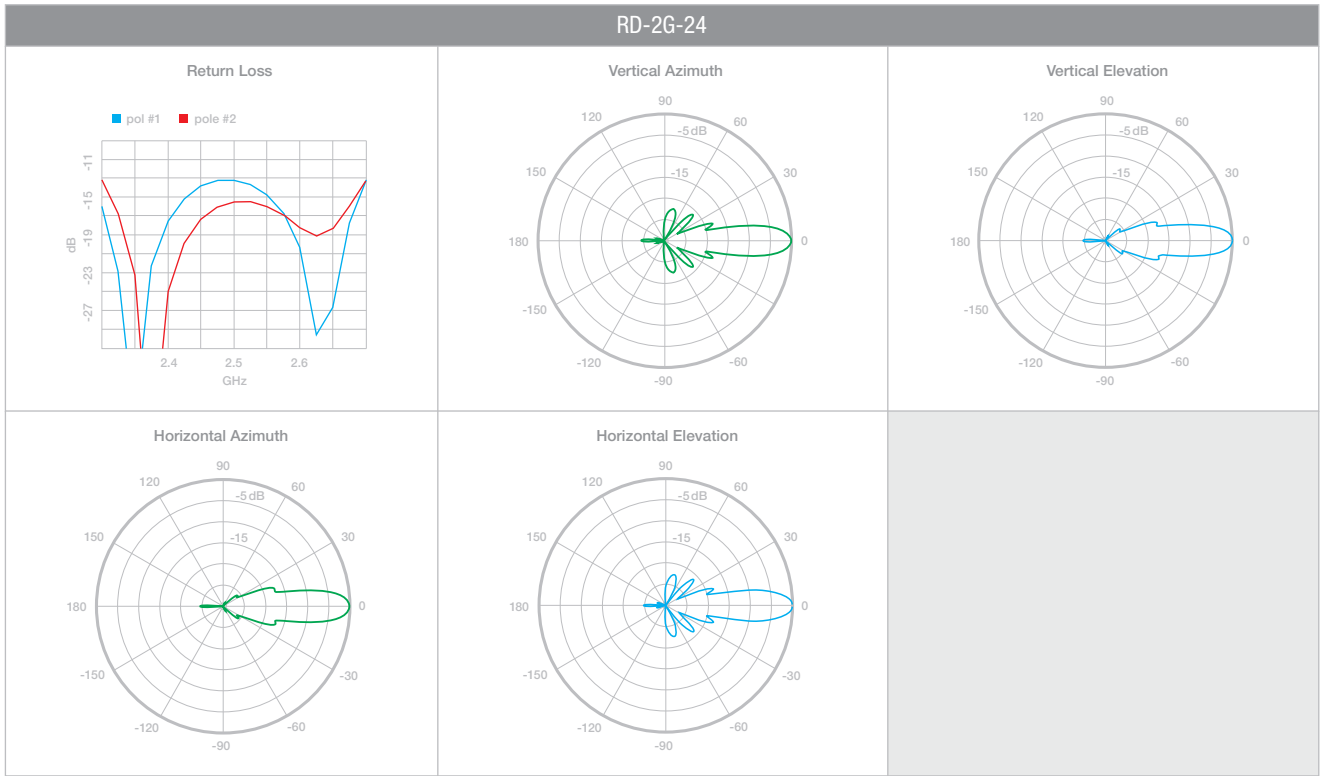 RD-2G-24
Return Loss
pol #1 pole #2
-11
-15
-19
-23
-27
dB
2.4 2.5 2.6
GHz
Vertical Azimuth
90
120 60
-5 dB
150 30
-15
180 0
-150
-120 -60
-90
Vertical Elevation
90
120 60
-5 dB
150 30
-15
180 0
-150
-120 -60
-90
Horizontal Azimuth
90
120 60
-5 dB
150 30
-15
180 0
-150 -30
-120 -60
-90
Horizontal Elevation
90
120 60
-5 dB
150 30
-15
180 0
-150 -30
-120 -60
-90